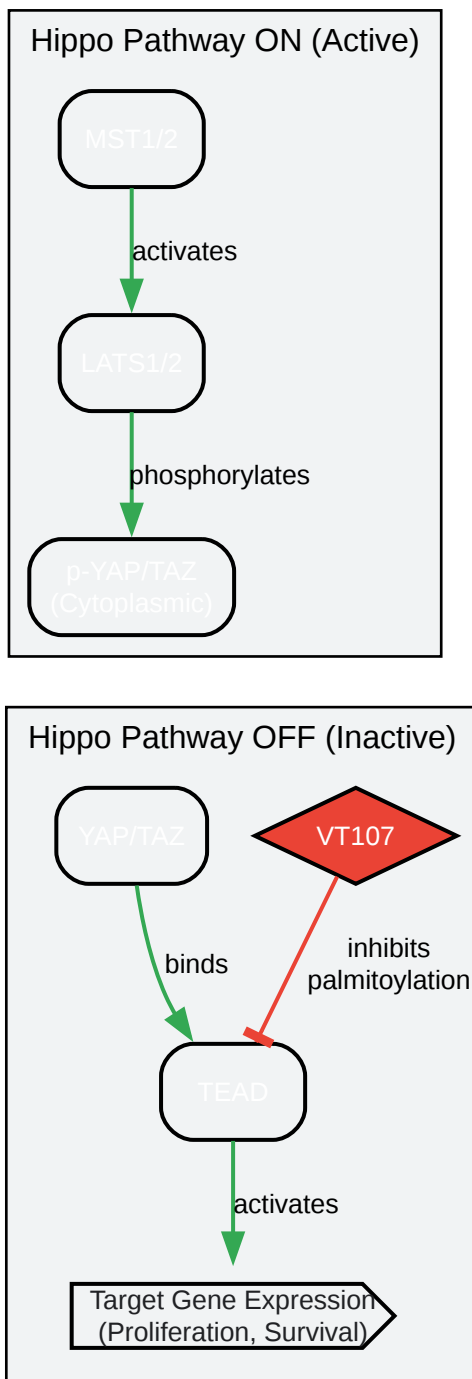 Hippo Pathway ON (Active)
MST1/2
activates
LATS1/2
phosphorylates
p-YAP/TAZ
(Cytoplasmic)
Hippo Pathway OFF (Inactive)
YAP/TAZ
VT107
binds
inhibits
palmitoylation
TEAD
activates
Target Gene Expression
(Proliferation, Survival)